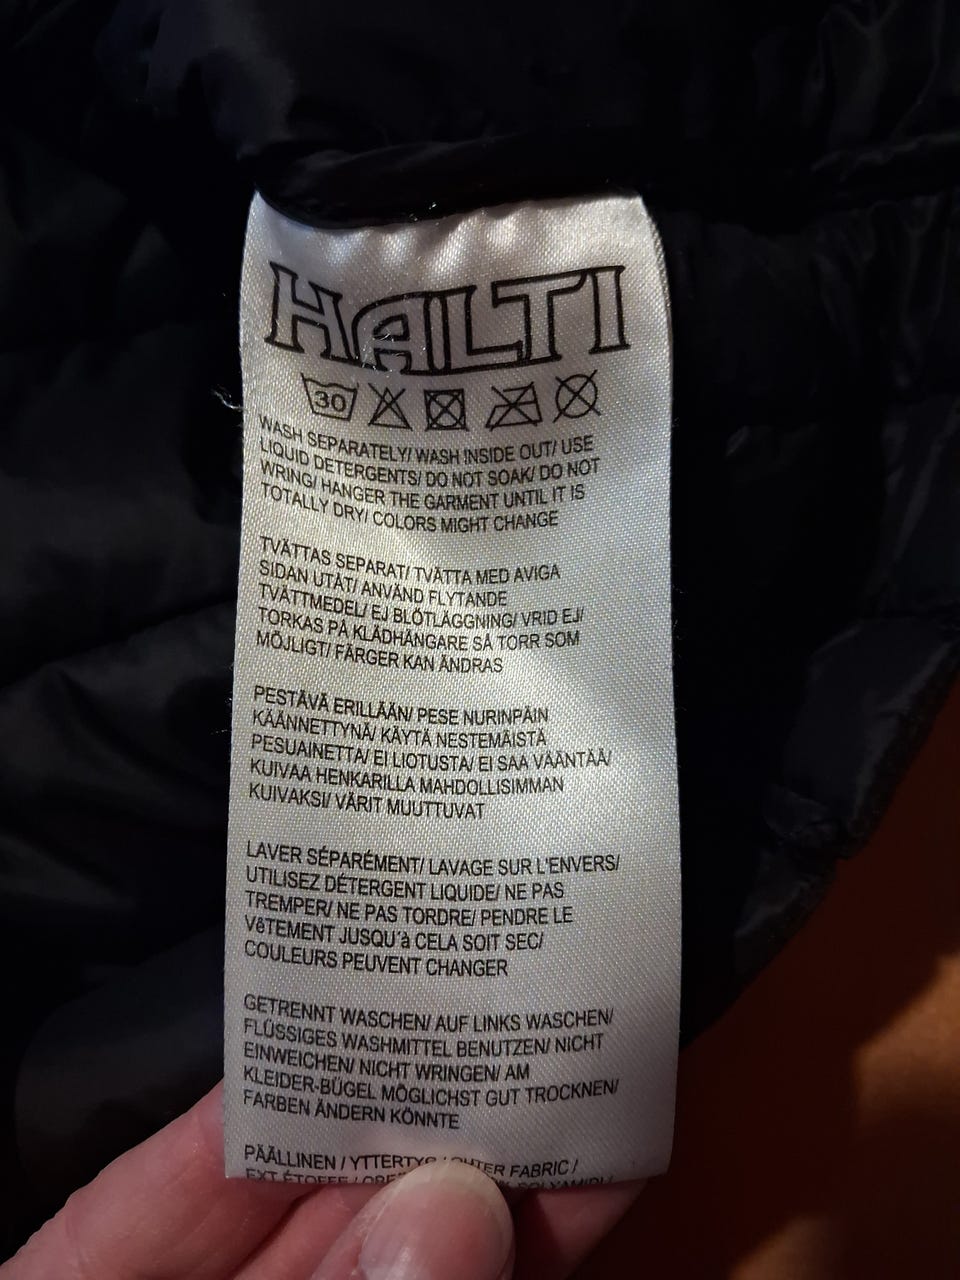 HALTI
30
WASH SEPARATELY/ WASH INSIDE OUT/ USE
LIQUID DETERGENTS/ DO NOT SOAK/ DO NOT
WRING/ HANGER THE GARMENT UNTIL IT IS
TOTALLY DRY/ COLORS MIGHT CHANGE
TVÄTTAS SEPARAT/ TVÄTTA MED AVIGA
SIDAN UTÅT/ ANVÄND FLYTANDE
TVÄTTMEDEL/ EJ BLÖTLÄGGNING/ VRID EJ/
TORKAS PÅ KLÄDHÄNGARE SÅ TORR SOM
MÖJLIGT/ FÄRGER KAN ÄNDRAS
PESTÄVÄ ERILLÄÄN/ PESE NURINPÄIN
KÄÄNNETTYNÄ/ KÄYTÄ NESTEMÄISTÄ
PESUAINETTA/ EI LIOTUSTA/ EI SAA VÄÄNTÄÄ/
KUIVAA HENKARILLA MAHDOLLISIMMAN
KUIVAKSI/ VÄRIT MUUTTUVAT
LAVER SÉPARÉMENT/ LAVAGE SUR L'ENVERS/
UTILISEZ DÉTERGENT LIQUIDE/ NE PAS
TREMPER/ NE PAS TORDRE/ PENDRE LE
VêTEMENT JUSQU´à CELA SOIT SEC/
COULEURS PEUVENT CHANGER
GETRENNT WASCHEN/ AUF LINKS WASCHEN/
FLÜSSIGES WASHMITTEL BENUTZEN/ NICHT
EINWEICHEN/ NICHT WRINGEN/ AM
KLEIDER-BÜGEL MÖGLICHST GUT TROCKNEN/
FARBEN ÄNDERN KÖNNTE
PÄÄLLINEN / YTTERTYG / OUTER FABRIC /
EXT.ÉTOFFE /